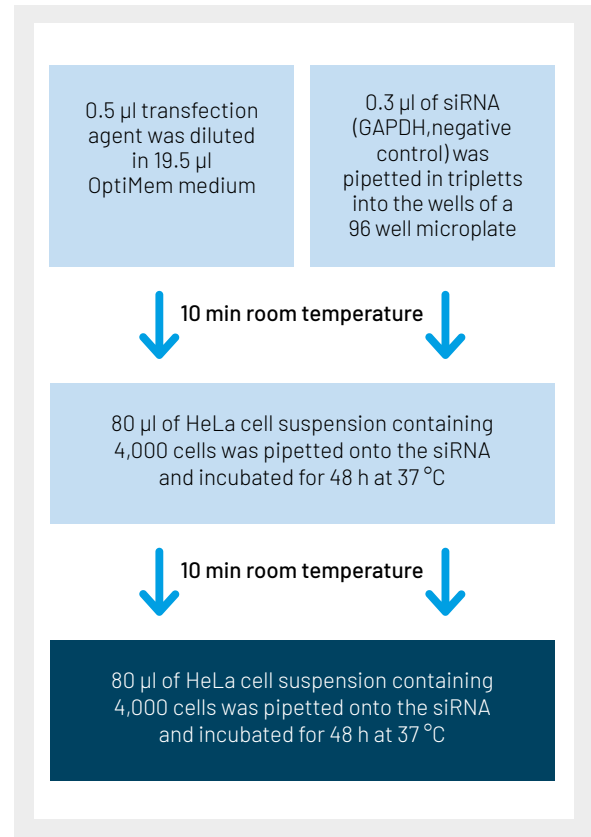 0.5 µl transfection
agent was diluted
in 19.5 µl
OptiMem medium
0.3 µl of siRNA
(GAPDH,negative
control) was
pipetted in tripletts
into the wells of a
96 well microplate
10 min room temperature
80 µl of HeLa cell suspension containing
4,000 cells was pipetted onto the siRNA
and incubated for 48 h at 37 °C
10 min room temperature
80 µl of HeLa cell suspension containing
4,000 cells was pipetted onto the siRNA
and incubated for 48 h at 37 °C